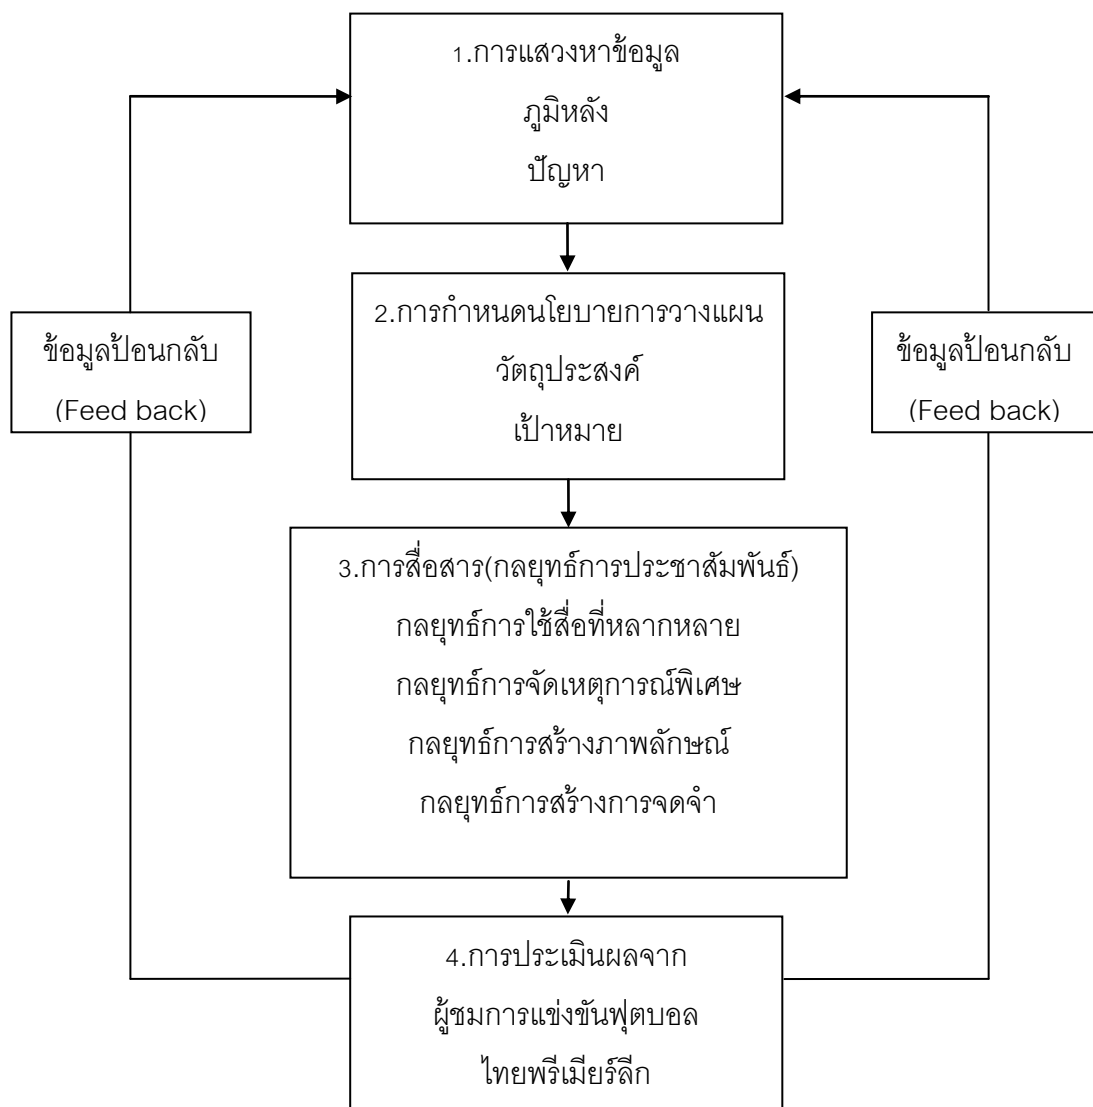 1.การแสวงหาข้อมูล
ภูมิหลัง
ปัญหา
2.การกำหนดนโยบายการวางแผน
วัตถุประสงค์
เป้าหมาย
ข้อมูลป้อนกลับ
(Feed back)
ข้อมูลป้อนกลับ
(Feed back)
3.การสื่อสาร(กลยุทธ์การประชาสัมพันธ์)
กลยุทธ์การใช้สื่อที่หลากหลาย
กลยุทธ์การจัดเหตุการณ์พิเศษ
กลยุทธ์การสร้างภาพลักษณ์
กลยุทธ์การสร้างการจดจำ
4.การประเมินผลจาก
ผู้ชมการแข่งขันฟุตบอล
ไทยพรีเมียร์ลีก